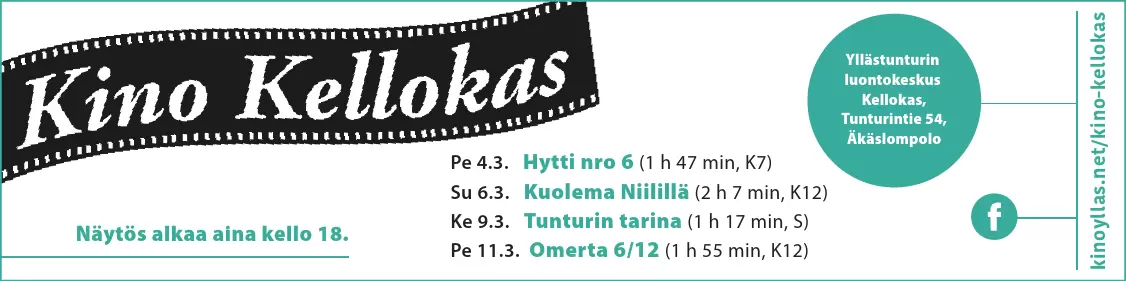 Kino Kellokas
Näytös alkaa aina kello 18.
Pe 4.3. Hytti nro 6 (1 h 47 min, K7)
Su 6.3. Kuolema Niilillä (2 h 7 min, K12)
Ke 9.3. Tunturin tarina (1 h 17 min, S)
Pe 11.3. Omerta 6/12 (1 h 55 min, K12)
Yllästunturin
luontokeskus
Kellokas,
Tunturintie 54,
Äkäslompolo
f
kinoyllas.net/kino-kellokas